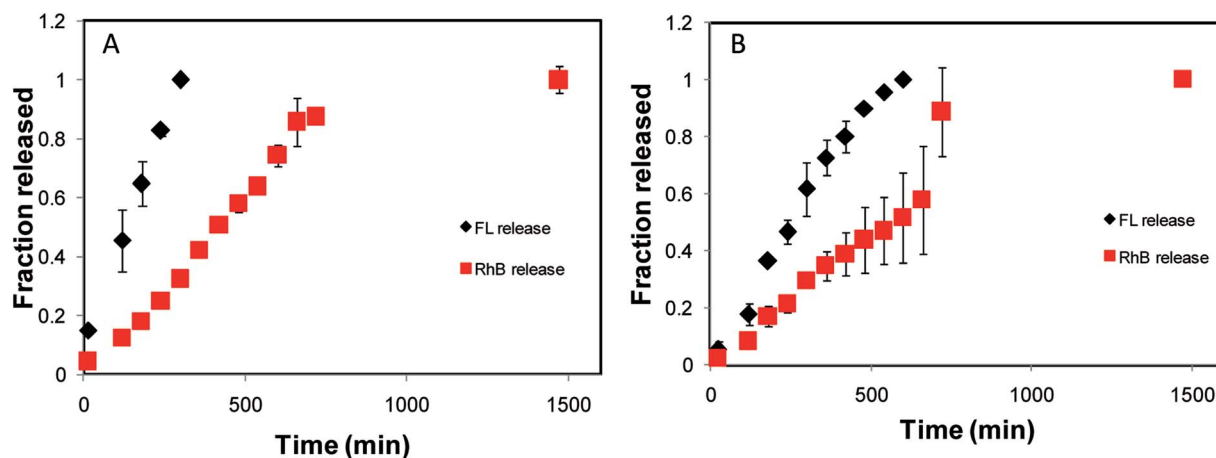 A
Fraction released
1.2
1
0.8
0.6
0.4
0.2
0
0 500 1000 1500
Time (min)
FL release
RhB release
B
Fraction released
1.2
1
0.8
0.6
0.4
0.2
0
0 500 1000 1500
Time (min)
FL release
RhB release